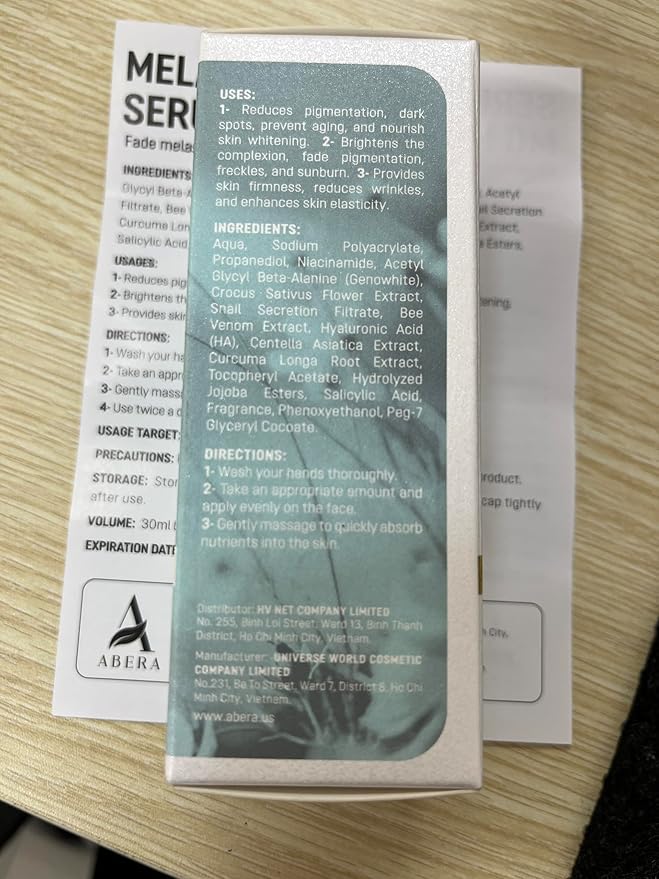 USES:
1- Reduces pigmentation, dark
spots, prevent aging, and nourish
skin whitening. 2- Brightens the
complexion, fade pigmentation,
freckles, and sunburn. 3- Provides
skin firmness, reduces wrinkles,
and enhances skin elasticity.
INGREDIENTS:
Aqua, Sodium Polyacrylate,
Propanediol, Niacinamide, Acetyl
Glycyl Beta-Alanine (Genowhite),
Crocus Sativus Flower Extract,
Snail Secretion Filtrate, Bee
Venom Extract, Hyaluronic Acid
(HA), Centella Asiatica Extract,
Curcuma Longa Root Extract,
Tocopheryl Acetate, Hydrolyzed
Jojoba Esters, Salicylic Acid,
Fragrance, Phenoxyethanol, Peg-7
Glyceryl Cocoate.
DIRECTIONS:
1- Wash your hands thoroughly.
2- Take an appropriate amount and
apply evenly on the face.
3- Gently massage to quickly absorb
nutrients into the skin.
Distributor: HV NET COMPANY LIMITED
No. 255, Binh Loi Street, Ward 13, Binh Thanh
District, Ho Chi Minh City, Vietnam.
Manufacturer: UNIVERSE WORLD COSMETIC
COMPANY LIMITED
No.231, Ba To Street, Ward 7, District 8, Ho Chi
Minh City, Vietnam.
www.abera.us
MELA
SERU
Fade melas
INGREDIENTS
Glycyl Beta-A
Filtrate, Bee
Curcuma Lon
Salicylic Acid
USAGES:
1- Reduces pig
2- Brightens th
3- Provides skin
DIRECTIONS:
1- Wash your ha
2- Take an appr
3- Gently mass
4- Use twice a d
USAGE TARGET:
PRECAUTIONS:
STORAGE: Stor
after use.
VOLUME: 30ml
EXPIRATION DATE
ABERA
Acetyl
Secretion
Extract,
Esters,
product.
cap tightly
City,